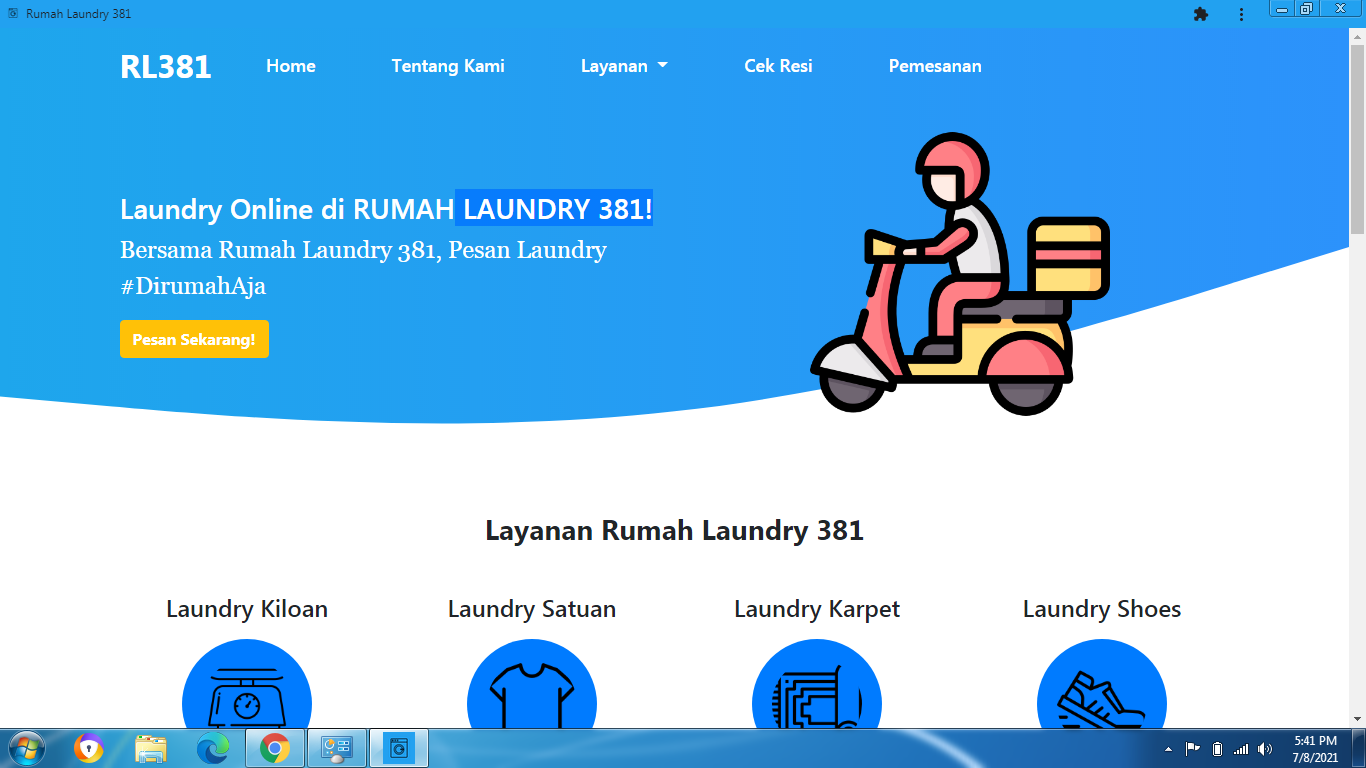 Rumah Laundry 381
RL381 Home Tentang Kami Layanan Cek Resi Pemesanan
Laundry Online di RUMAH LAUNDRY 381!
Bersama Rumah Laundry 381, Pesan Laundry
#DirumahAja
Pesan Sekarang!
Layanan Rumah Laundry 381
Laundry Kiloan Laundry Satuan Laundry Karpet Laundry Shoes
5:41 PM
7/8/2021